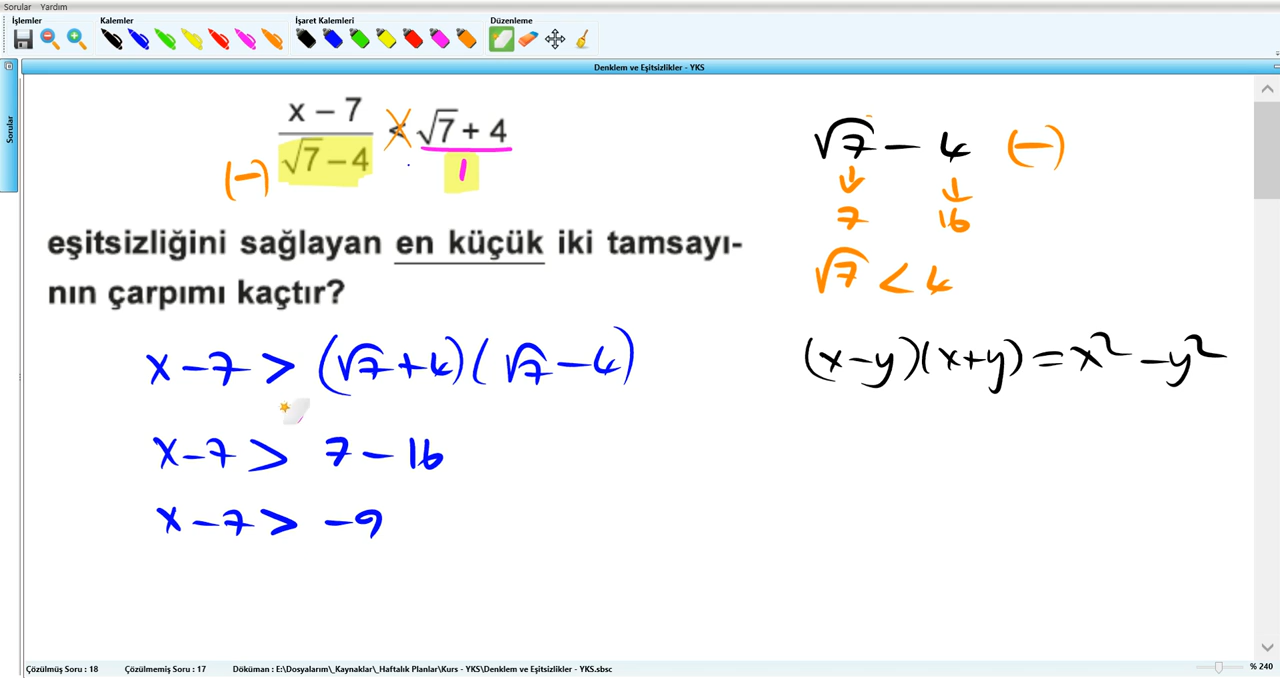 Sorular Yardım
İşlemler Kalemler İşaret Kalemleri Düzenleme
Denklem ve Eşitsizlikler - YKS
Sorular
x – 7 / √7 – 4 < √7 + 4 / 1
(–)
eşitsizliğini sağlayan en küçük iki tamsayı-
nın çarpımı kaçtır?
x – 7 > (√7 + 4)(√7 – 4)
x – 7 > 7 – 16
x – 7 > –9
√7 – 4 (–)
↓ ↓
7 16
√7 < 4
(x – y)(x + y) = x² – y²
Çözülmüş Soru : 18 Çözülmemiş Soru : 17 Döküman : E:\Dosyalarım\_Kaynaklar\_Haftalık Planlar\Kurs - YKS\Denklem ve Eşitsizlikler - YKS.sbsc % 240